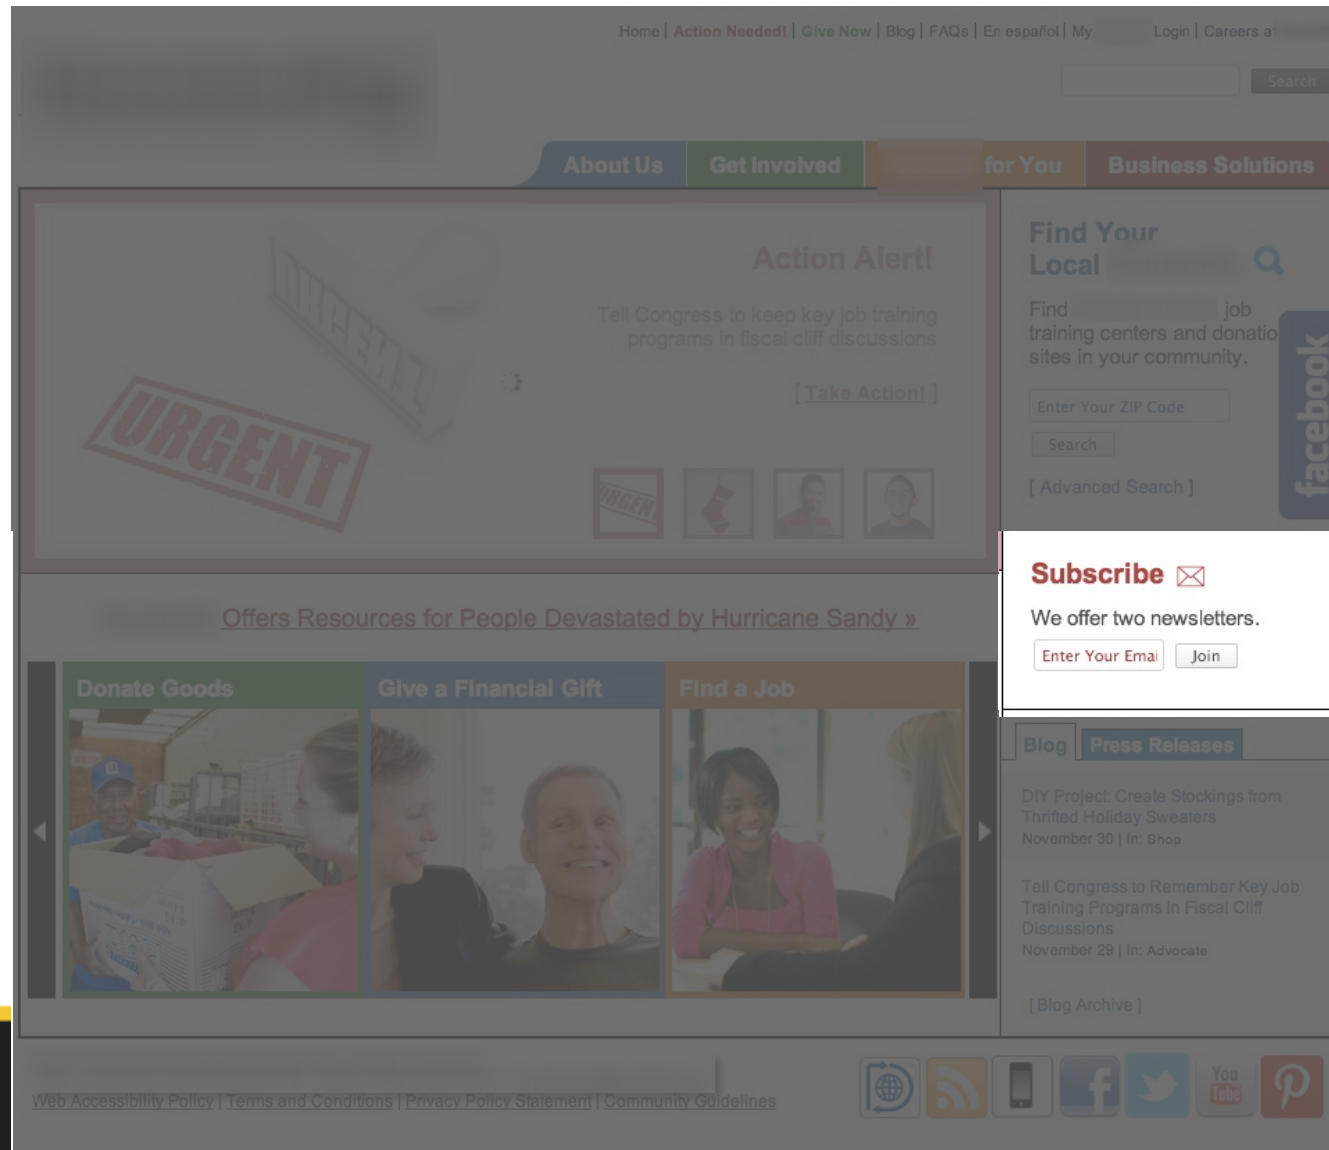 Home | Action Needed! | Give Now | Blog | FAQs | En español | My Login | Careers at
Search
About Us Get Involved for You Business Solutions
Action Alert!
Tell Congress to keep key job training
programs in fiscal cliff discussions
[ Take Action! ]
URGENT
URGENT
URGENT
Find Your
Local
Find job
training centers and donatio
sites in your community.
Enter Your ZIP Code
Search
[ Advanced Search ]
facebook
Subscribe
We offer two newsletters.
Enter Your Emai Join
Offers Resources for People Devastated by Hurricane Sandy »
Donate Goods Give a Financial Gift Find a Job
Blog Press Releases
DIY Project: Create Stockings from
Thrifted Holiday Sweaters
November 30 | In: Shop
Tell Congress to Remember Key Job
Training Programs in Fiscal Cliff
Discussions
November 29 | In: Advocate
[ Blog Archive ]
Web Accessibility Policy | Terms and Conditions | Privacy Policy Statement | Community Guidelines
You
Tube